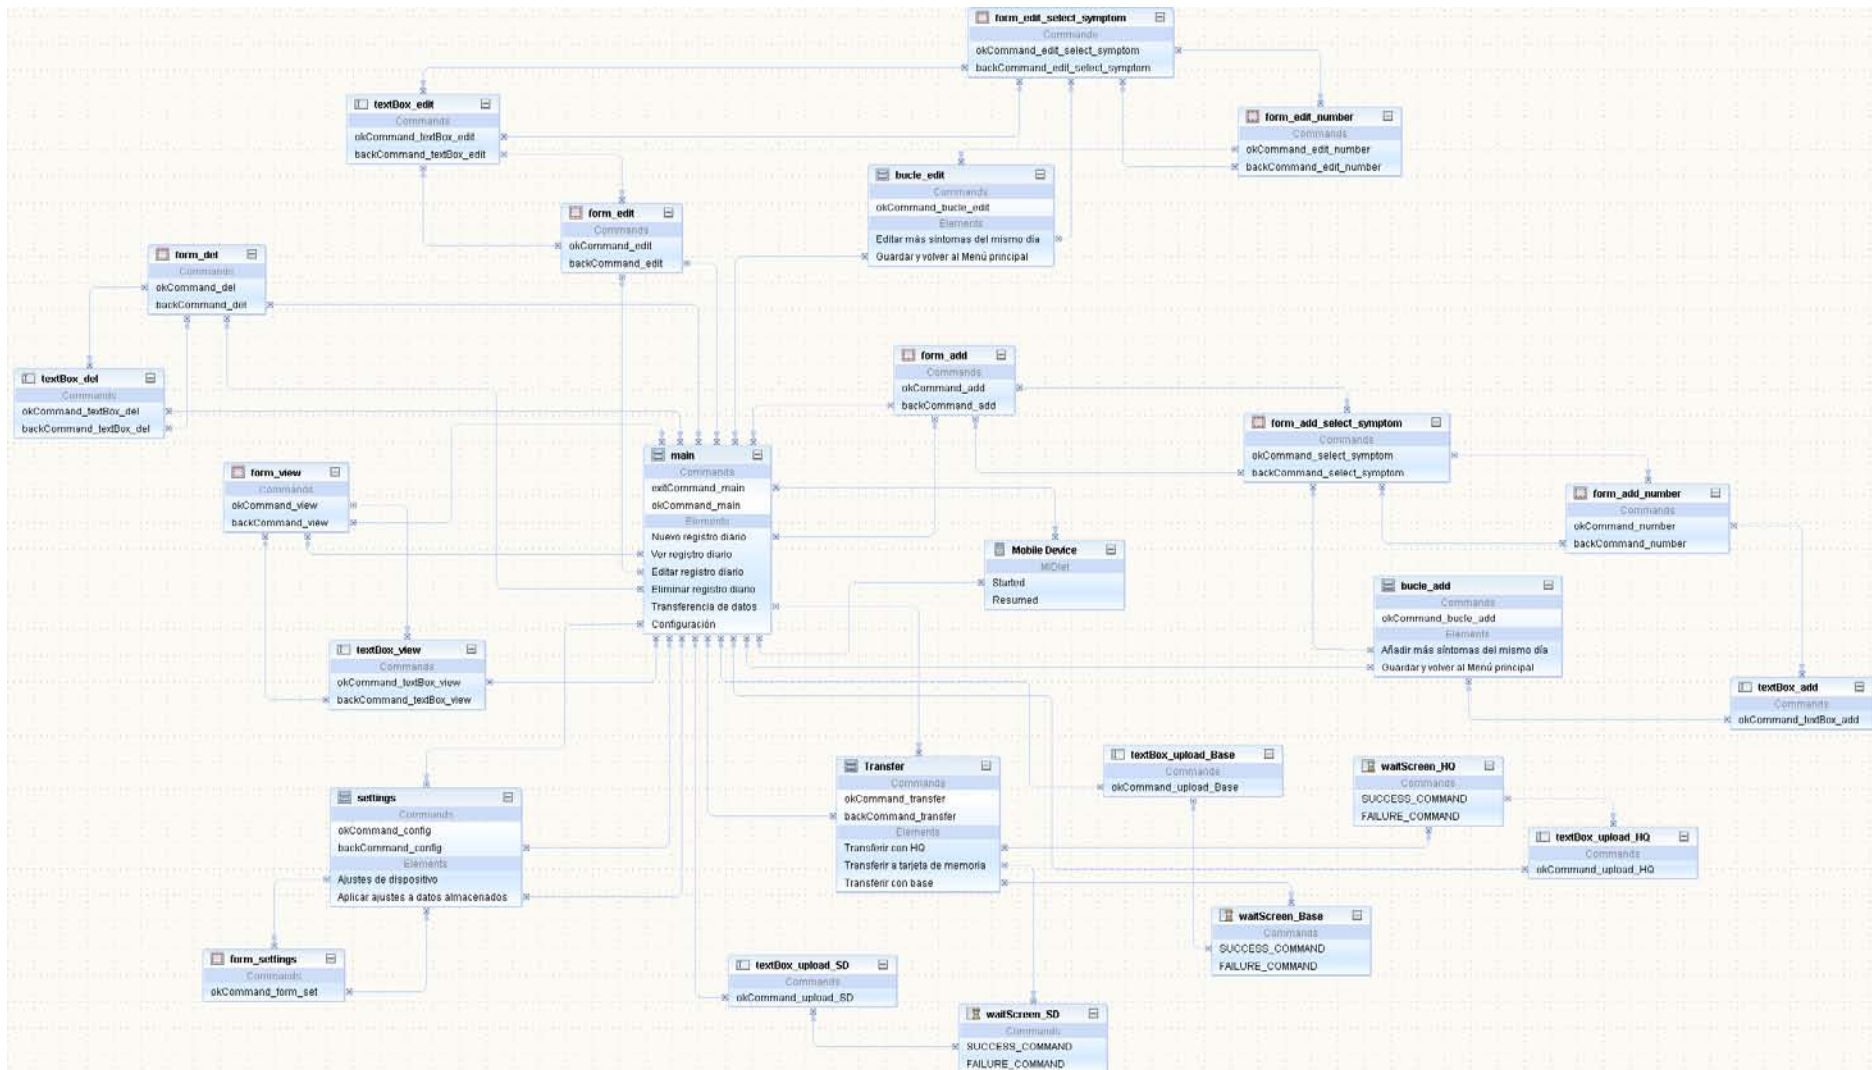 form_edit_select_symptom
Commands
okCommand_edit_select_symptom
backCommand_edit_select_symptom
textBox_edit
Commands
okCommand_textBox_edit
backCommand_textBox_edit
form_edit_number
Commands
okCommand_edit_number
backCommand_edit_number
bucle_edit
Commands
okCommand_bucle_edit
Elements
Editar más síntomas del mismo día
Guardar y volver al Menú principal
form_edit
Commands
okCommand_edit
backCommand_edit
form_del
Commands
okCommand_del
backCommand_del
textBox_del
Commands
okCommand_textBox_del
backCommand_textBox_del
form_add
Commands
okCommand_add
backCommand_add
form_add_select_symptom
Commands
okCommand_select_symptom
backCommand_select_symptom
main
Commands
exitCommand_main
okCommand_main
Elements
Nuevo registro diario
Ver registro diario
Editar registro diario
Eliminar registro diario
Transferencia de datos
Configuración
form_view
Commands
okCommand_view
backCommand_view
form_add_number
Commands
okCommand_number
backCommand_number
Mobile Device
MIDlet
Started
Resumed
bucle_add
Commands
okCommand_bucle_add
Elements
Añadir más síntomas del mismo día
Guardar y volver al Menú principal
textBox_view
Commands
okCommand_textBox_view
backCommand_textBox_view
textBox_add
Commands
okCommand_textBox_add
Transfer
Commands
okCommand_transfer
backCommand_transfer
Elements
Transferir con HQ
Transferir a tarjeta de memoria
Transferir con base
textBox_upload_Base
Commands
okCommand_upload_Base
waitScreen_HQ
Commands
SUCCESS_COMMAND
FAILURE_COMMAND
settings
Commands
okCommand_config
backCommand_config
Elements
Ajustes de dispositivo
Aplicar ajustes a datos almacenados
textBox_upload_HQ
Commands
okCommand_upload_HQ
waitScreen_Base
Commands
SUCCESS_COMMAND
FAILURE_COMMAND
form_settings
Commands
okCommand_form_set
textBox_upload_SD
Commands
okCommand_upload_SD
waitScreen_SD
Commands
SUCCESS_COMMAND
FAILURE_COMMAND